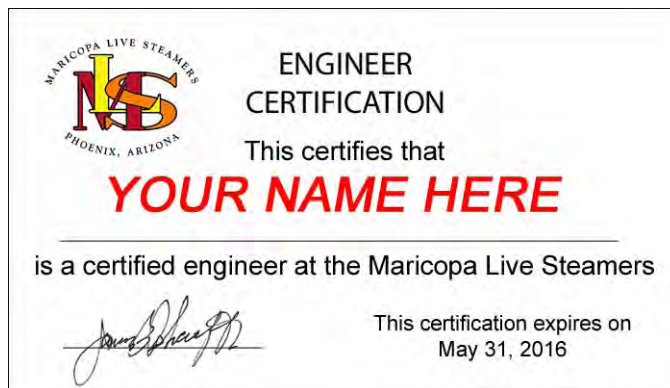 MARICOPA LIVE STEAMERS
MLS
PHOENIX, ARIZONA
ENGINEER
CERTIFICATION
This certifies that
YOUR NAME HERE
is a certified engineer at the Maricopa Live Steamers
This certification expires on
May 31, 2016